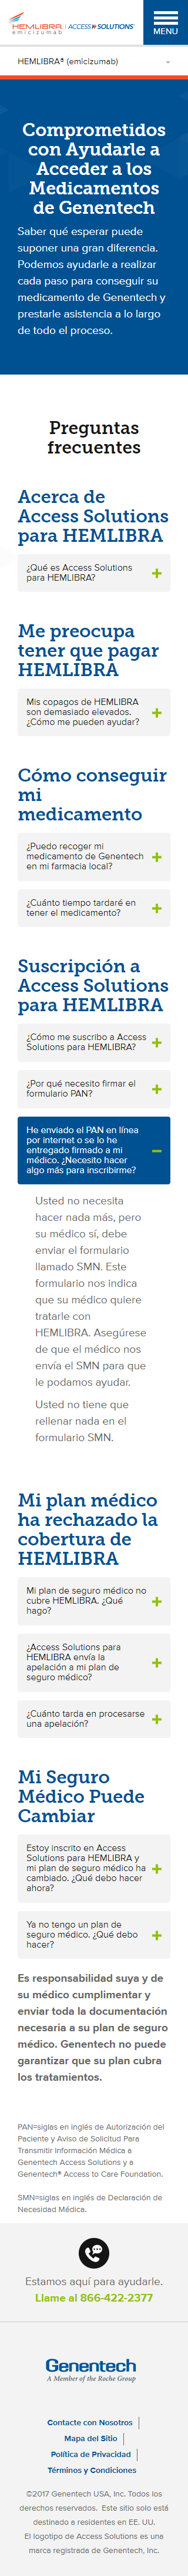 HEMLIBRA | ACCESS SOLUTIONS®
emicizumab
MENU
HEMLIBRA® (emicizumab)
Comprometidos
con Ayudarle a
Acceder a los
Medicamentos
de Genentech
Saber qué esperar puede
suponer una gran diferencia.
Podemos ayudarle a realizar
cada paso para conseguir su
medicamento de Genentech y
prestarle asistencia a lo largo
de todo el proceso.
Preguntas
frecuentes
Acerca de
Access Solutions
para HEMLIBRA
¿Qué es Access Solutions
para HEMLIBRA?
Me preocupa
tener que pagar
HEMLIBRA
Mis copagos de HEMLIBRA
son demasiado elevados.
¿Cómo me pueden ayudar?
Cómo conseguir
mi
medicamento
¿Puedo recoger mi
medicamento de Genentech
en mi farmacia local?
¿Cuánto tiempo tardaré en
tener el medicamento?
Suscripción a
Access Solutions
para HEMLIBRA
¿Cómo me suscribo a Access
Solutions para HEMLIBRA?
¿Por qué necesito firmar el
formulario PAN?
He enviado el PAN en línea
por internet o se lo he
entregado firmado a mi
médico. ¿Necesito hacer
algo más para inscribirme?
Usted no necesita
hacer nada más, pero
su médico sí, debe
enviar el formulario
llamado SMN. Este
formulario nos indica
que su médico quiere
tratarle con
HEMLIBRA. Asegúrese
de que el médico nos
envía el SMN para que
le podamos ayudar.
Usted no tiene que
rellenar nada en el
formulario SMN.
Mi plan médico
ha rechazado la
cobertura de
HEMLIBRA
Mi plan de seguro médico no
cubre HEMLIBRA. ¿Qué
hago?
¿Access Solutions para
HEMLIBRA envía la
apelación a mi plan de
seguro médico?
¿Cuánto tarda en procesarse
una apelación?
Mi Seguro
Médico Puede
Cambiar
Estoy inscrito en Access
Solutions para HEMLIBRA y
mi plan de seguro médico ha
cambiado. ¿Qué debo hacer
ahora?
Ya no tengo un plan de
seguro médico. ¿Qué debo
hacer?
Es responsabilidad suya y de
su médico cumplimentar y
enviar toda la documentación
necesaria a su plan de seguro
médico. Genentech no puede
garantizar que su plan cubra
los tratamientos.
PAN=siglas en inglés de Autorización del
Paciente y Aviso de Solicitud Para
Transmitir Información Médica a
Genentech Access Solutions y a
Genentech® Access to Care Foundation.
SMN=siglas en inglés de Declaración de
Necesidad Médica.
Estamos aquí para ayudarle.
Llame al 866-422-2377
Genentech
A Member of the Roche Group
Contacte con Nosotros
Mapa del Sitio
Política de Privacidad
Términos y Condiciones
©2017 Genentech USA, Inc. Todos los
derechos reservados. Este sitio solo está
destinado a residentes en EE. UU.
El logotipo de Access Solutions es una
marca registrada de Genentech, Inc.